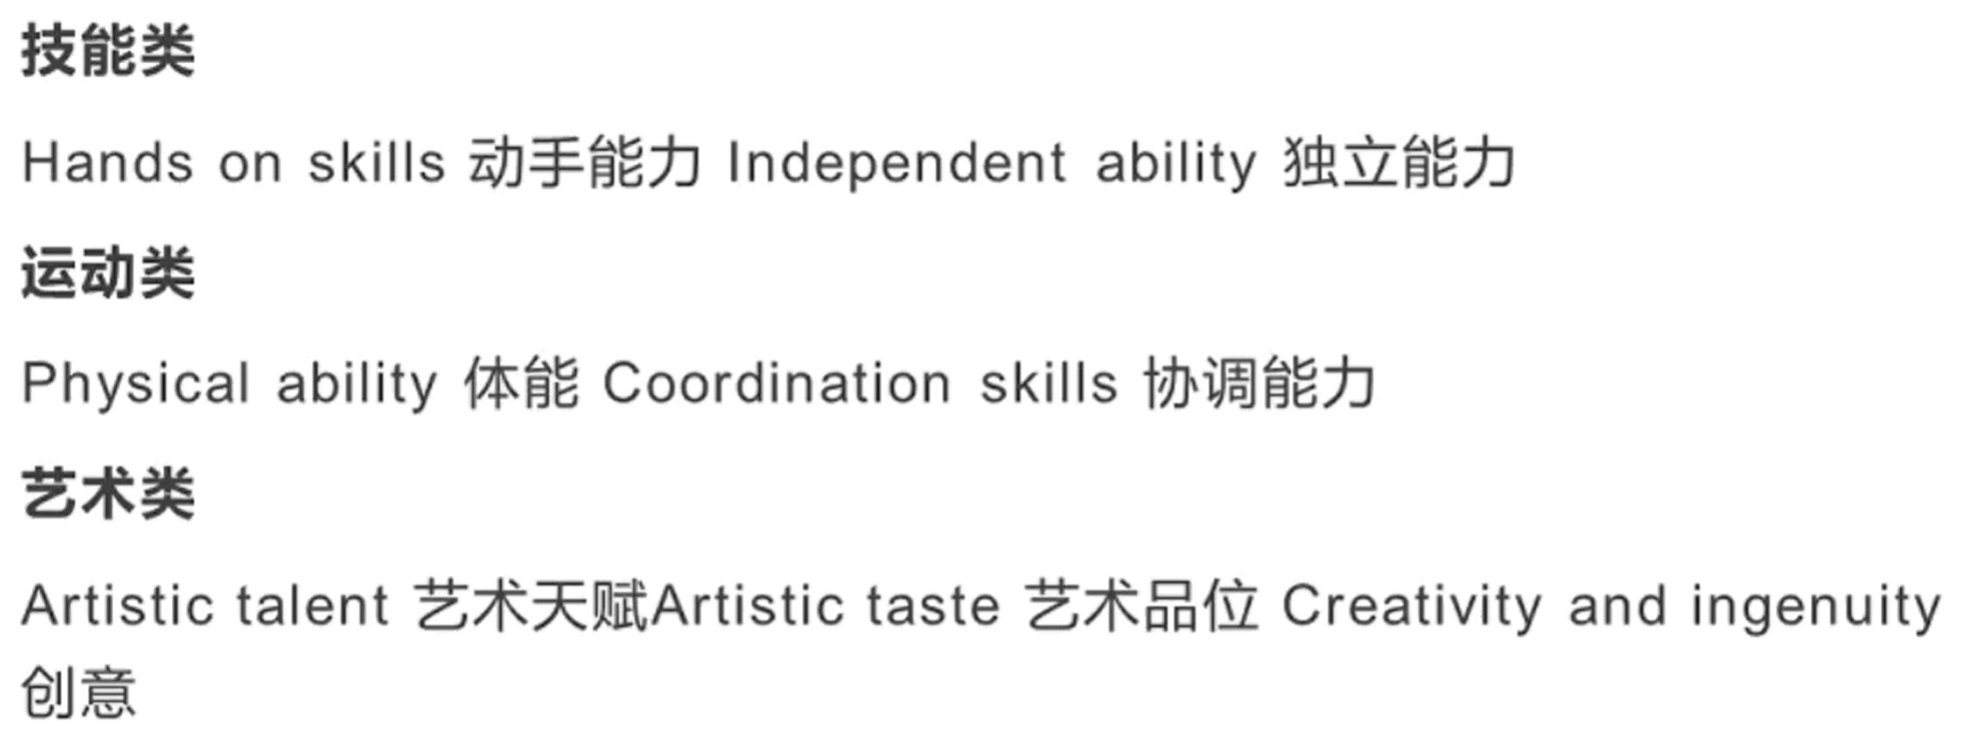 技能类
Hands on skills 动手能力 Independent ability 独立能力
运动类
Physical ability 体能 Coordination skills 协调能力
艺术类
Artistic talent 艺术天赋Artistic taste 艺术品位 Creativity and ingenuity
创意